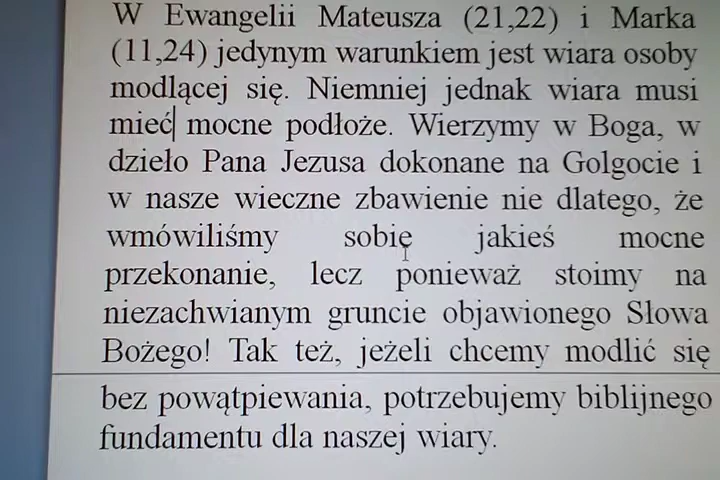 W Ewangelii Mateusza (21,22) i Marka
(11,24) jedynym warunkiem jest wiara osoby
modlącej się. Niemniej jednak wiara musi
mieć mocne podłoże. Wierzymy w Boga, w
dzieło Pana Jezusa dokonane na Golgocie i
w nasze wieczne zbawienie nie dlatego, że
wmówiliśmy sobie jakieś mocne
przekonanie, lecz ponieważ stoimy na
niezachwianym gruncie objawionego Słowa
Bożego! Tak też, jeżeli chcemy modlić się
bez powątpiewania, potrzebujemy biblijnego
fundamentu dla naszej wiary.